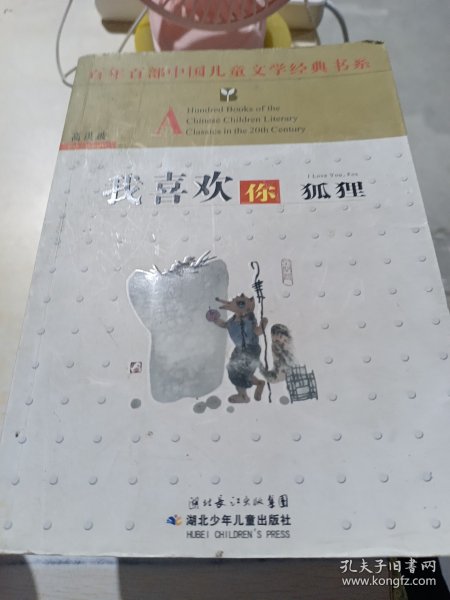 百年百部中国儿童文学经典书系
A Hundred Books of the
Chinese Children Literary
Classics in the 20th Century
高洪波
I Love You, Fox
我喜欢你 狐狸
湖北长江出版集团
湖北少年儿童出版社
HUBEI CHILDREN'S PRESS
孔夫子旧书网
www.kongfz.com